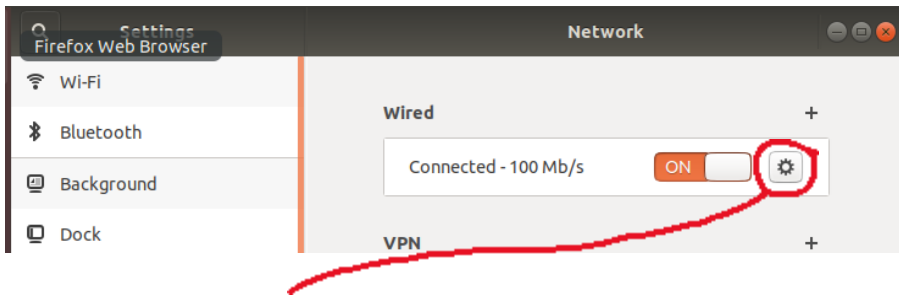 Settings
Network
Firefox Web Browser
Wi-Fi
Bluetooth
Background
Dock
Wired
+
Connected - 100 Mb/s
ON
VPN
+